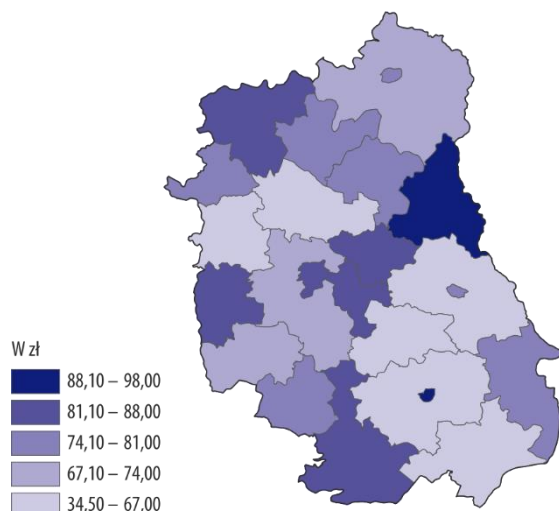 W zł
88,10 – 98,00
81,10 – 88,00
74,10 – 81,00
67,10 – 74,00
34,50 – 67,00